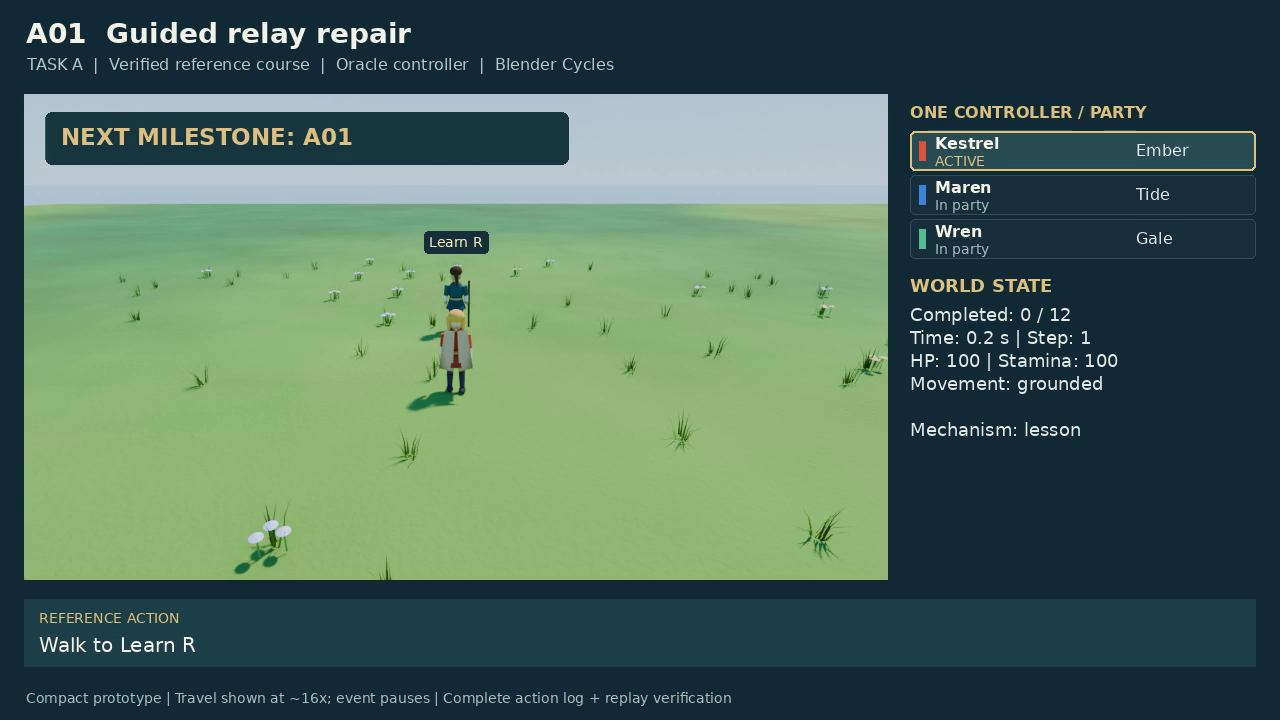 A01  Guided relay repair
TASK A  |  Verified reference course  |  Oracle controller  |  Blender Cycles
NEXT MILESTONE: A01
Learn R
ONE CONTROLLER / PARTY
Kestrel
ACTIVE
Ember
Maren
In party
Tide
Wren
In party
Gale
WORLD STATE
Completed: 0 / 12
Time: 0.2 s | Step: 1
HP: 100 | Stamina: 100
Movement: grounded
Mechanism: lesson
REFERENCE ACTION
Walk to Learn R
Compact prototype | Travel shown at ~16x; event pauses | Complete action log + replay verification